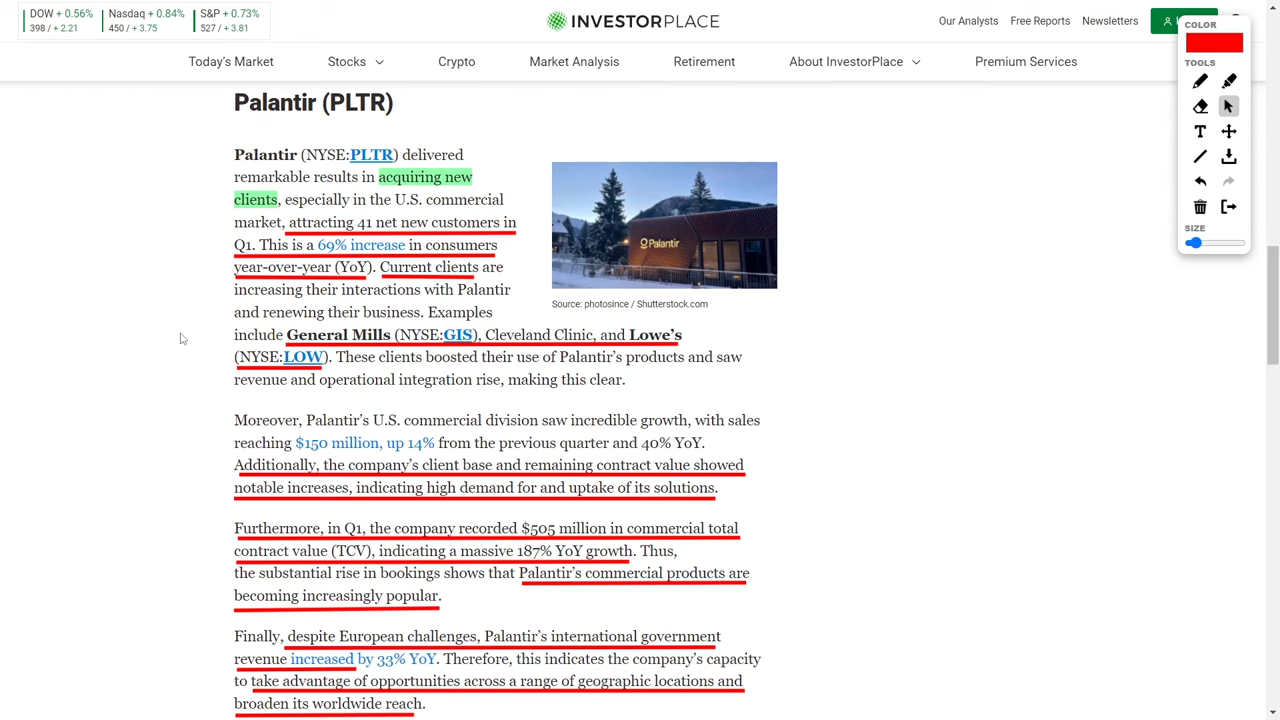 DOW + 0.56%
398 / + 2.21
Nasdaq + 0.84%
450 / + 3.75
S&P + 0.73%
527 / + 3.81
INVESTORPLACE
Our Analysts
Free Reports
Newsletters
Today's Market
Stocks
Crypto
Market Analysis
Retirement
About InvestorPlace
Premium Services
COLOR
TOOLS
T
SIZE
Palantir (PLTR)
Palantir (NYSE:PLTR) delivered
remarkable results in acquiring new
clients, especially in the U.S. commercial
market, attracting 41 net new customers in
Q1. This is a 69% increase in consumers
year-over-year (YoY). Current clients are
increasing their interactions with Palantir
and renewing their business. Examples
include General Mills (NYSE:GIS), Cleveland Clinic, and Lowe’s
(NYSE:LOW). These clients boosted their use of Palantir’s products and saw
revenue and operational integration rise, making this clear.
Palantir
Source: photosince / Shutterstock.com
Moreover, Palantir’s U.S. commercial division saw incredible growth, with sales
reaching $150 million, up 14% from the previous quarter and 40% YoY.
Additionally, the company’s client base and remaining contract value showed
notable increases, indicating high demand for and uptake of its solutions.
Furthermore, in Q1, the company recorded $505 million in commercial total
contract value (TCV), indicating a massive 187% YoY growth. Thus,
the substantial rise in bookings shows that Palantir’s commercial products are
becoming increasingly popular.
Finally, despite European challenges, Palantir’s international government
revenue increased by 33% YoY. Therefore, this indicates the company’s capacity
to take advantage of opportunities across a range of geographic locations and
broaden its worldwide reach.